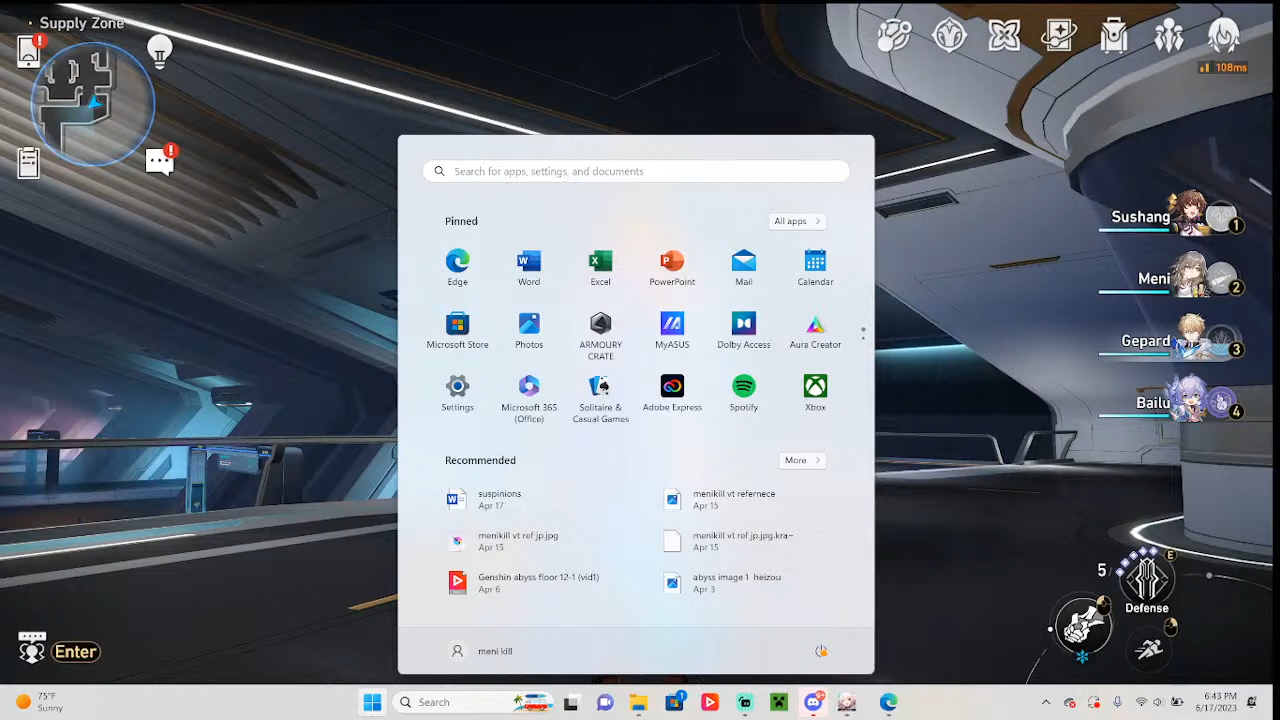 Supply Zone
108ms
Search for apps, settings, and documents
Pinned
All apps
Edge
Word
Excel
PowerPoint
Mail
Calendar
Microsoft Store
Photos
ARMOURY
CRATE
MyASUS
Dolby Access
Aura Creator
Settings
Microsoft 365
(Office)
Solitaire &
Casual Games
Adobe Express
Spotify
Xbox
Recommended
More
suspinions
Apr 17
menikill vt refernece
Apr 15
menikill vt ref jp.jpg
Apr 15
menikill vt ref jp.jpg.kra~
Apr 15
Genshin abyss floor 12-1 (vid1)
Apr 6
abyss image 1 heizou
Apr 3
meni kill
Sushang
1
Meni
2
Gepard
3
Bailu
4
E
5
Defense
Enter
75°F
Sunny
Search
1
9+
6:43 PM